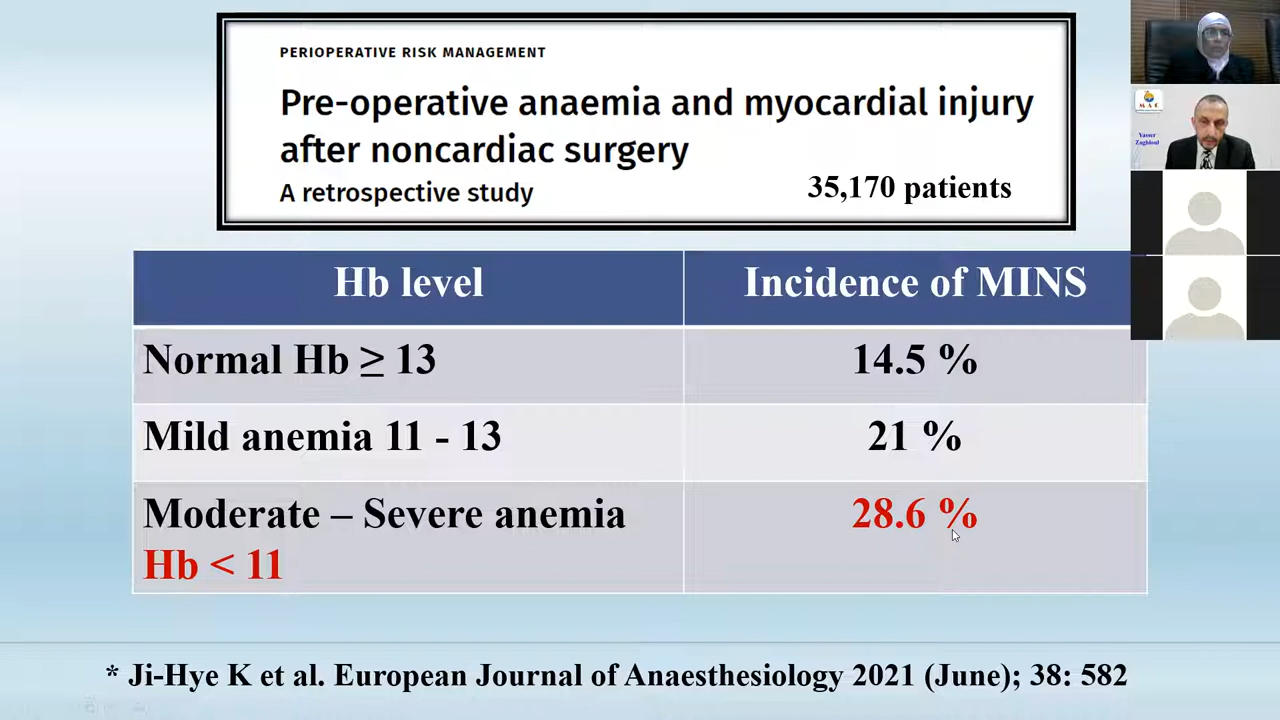 PERIOPERATIVE RISK MANAGEMENT
Pre-operative anaemia and myocardial injury
after noncardiac surgery
A retrospective study
35,170 patients
Hb level
Incidence of MINS
Normal Hb ≥ 13
14.5 %
Mild anemia 11 - 13
21 %
Moderate – Severe anemia
Hb < 11
28.6 %
* Ji-Hye K et al. European Journal of Anaesthesiology 2021 (June); 38: 582
M A C
Yasser
Zaghloul